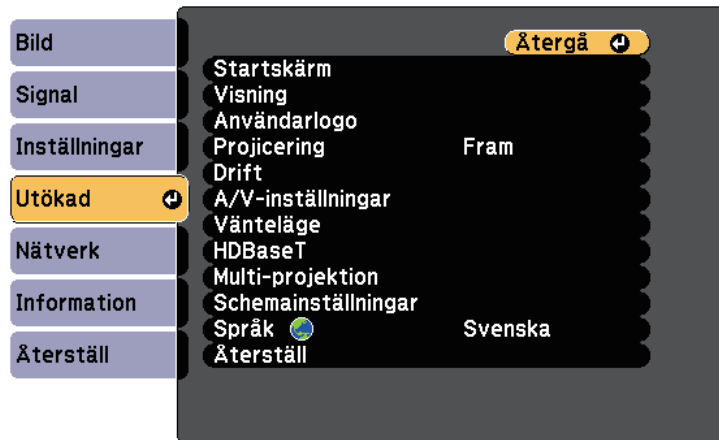 Bild
Signal
Inställningar
Utökad
Nätverk
Information
Återställ
Återgå
Startskärm
Visning
Användarlogo
Projicering Fram
Drift
A/V-inställningar
Vänteläge
HDBaseT
Multi-projektion
Schemainställningar
Språk Svenska
Återställ